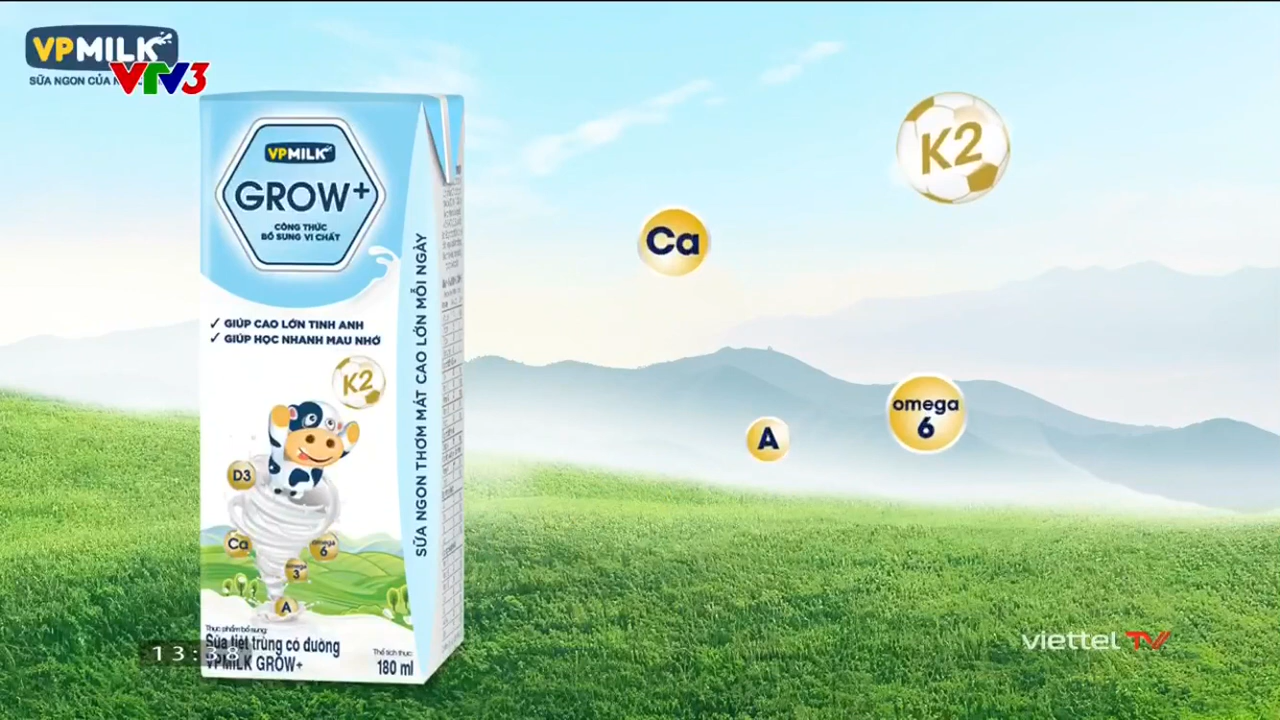 VPMILK
SỮA NGON CỦA
VTV3
VPMILK
GROW+
CÔNG THỨC
BỔ SUNG VI CHẤT
✓ GIÚP CAO LỚN TINH ANH
✓ GIÚP HỌC NHANH MAU NHỚ
K2
D3
Ca
omega
6
omega
3
A
Thực phẩm bổ sung
Sữa tiệt trùng có đường
VPMILK GROW+
Thể tích thực
180 ml
SỮA NGON THƠM MÁT CAO LỚN MỖI NGÀY
K2
Ca
omega
6
A
13:38
viettel TV